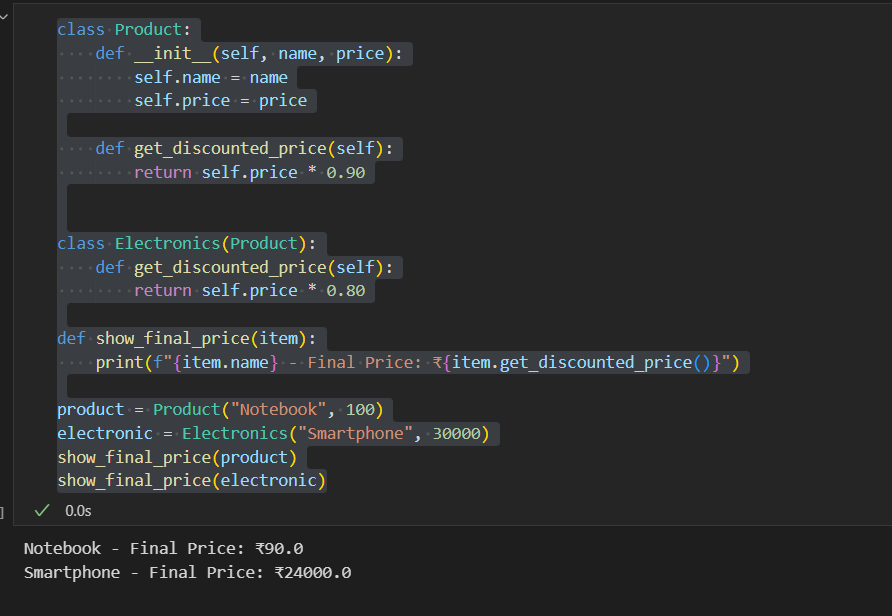 class Product:
    def __init__(self, name, price):
        self.name = name
        self.price = price

    def get_discounted_price(self):
        return self.price * 0.90


class Electronics(Product):
    def get_discounted_price(self):
        return self.price * 0.80

def show_final_price(item):
    print(f"{item.name} - Final Price: ₹{item.get_discounted_price()}")

product = Product("Notebook", 100)
electronic = Electronics("Smartphone", 30000)
show_final_price(product)
show_final_price(electronic)
]
0.0s
Notebook - Final Price: ₹90.0
Smartphone - Final Price: ₹24000.0